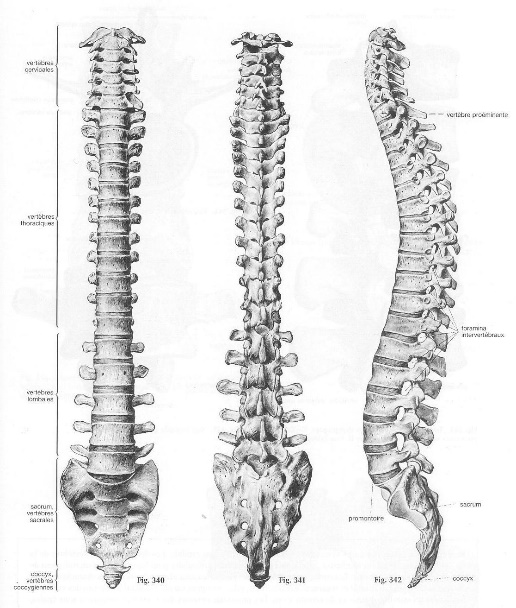 vertèbres
cervicales
vertèbres
thoraciques
vertèbres
lombales
sacrum,
vertèbres
sacrales
coccyx,
vertèbres
coccygiennes
Fig. 340
Fig. 341
vertèbre proéminente
foramina
intervertébraux
promontoire
sacrum
coccyx
Fig. 342